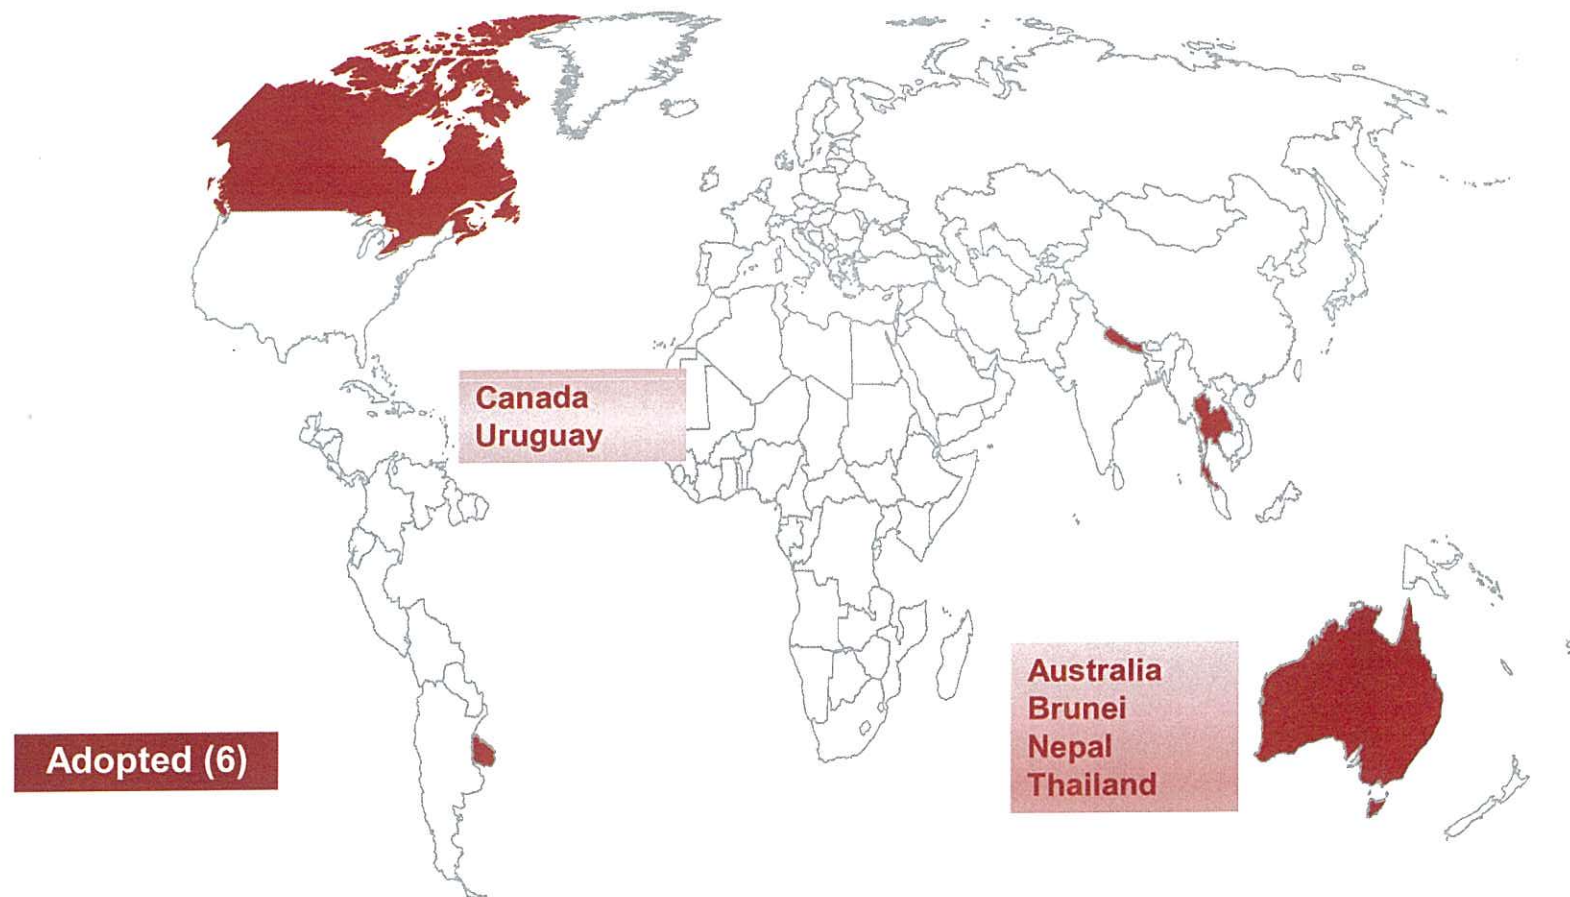 Canada
Uruguay
Australia
Brunei
Nepal
Thailand
Adopted (6)